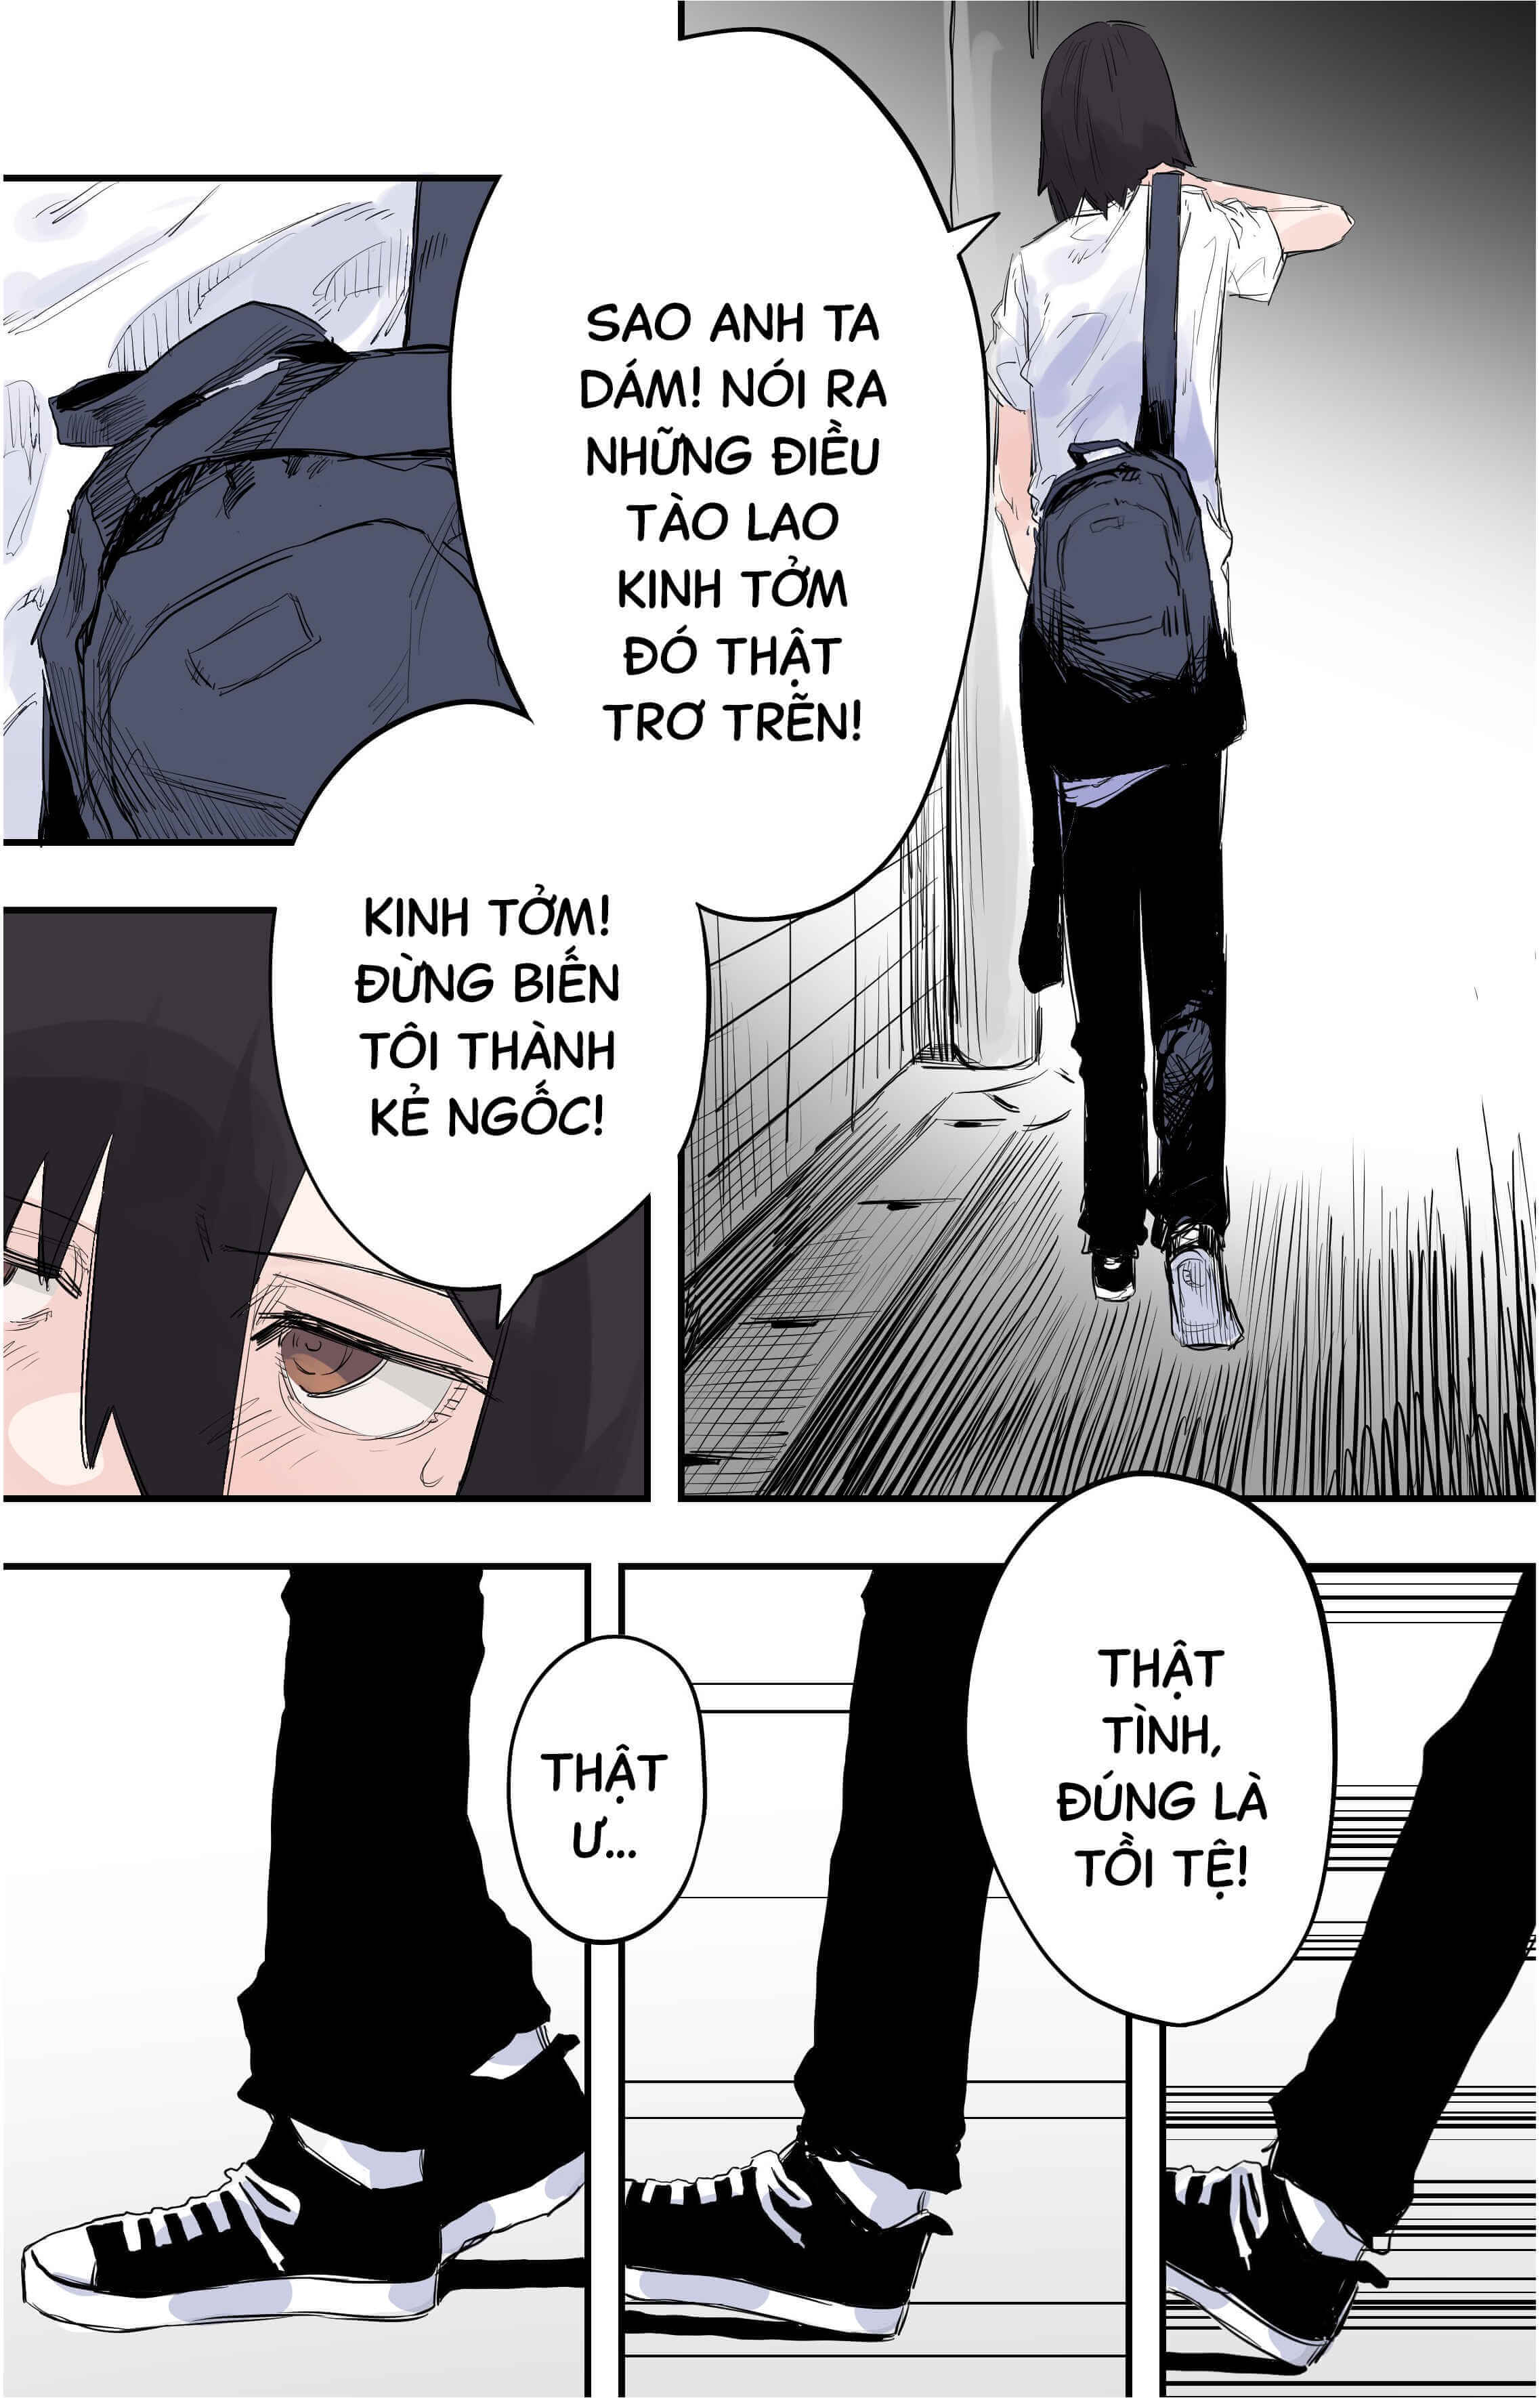 SAO ANH TA
DÁM! NÓI RA
NHỮNG ĐIỀU
TÀO LAO
KINH TỞM
ĐÓ THẬT
TRƠ TRẼN!
KINH TỞM!
ĐỪNG BIẾN
TÔI THÀNH
KẺ NGỐC!
THẬT
TÌNH,
ĐÚNG LÀ
TỒI TỆ!
THẬT
Ư...